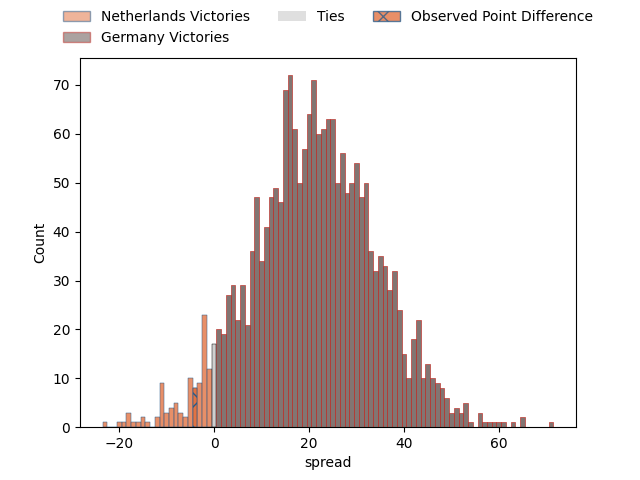 Netherlands Victories
Ties
Observed Point Difference
Germany Victories
70
60
50
40
30
20
10
0
Count
−20
0
20
40
60
spread